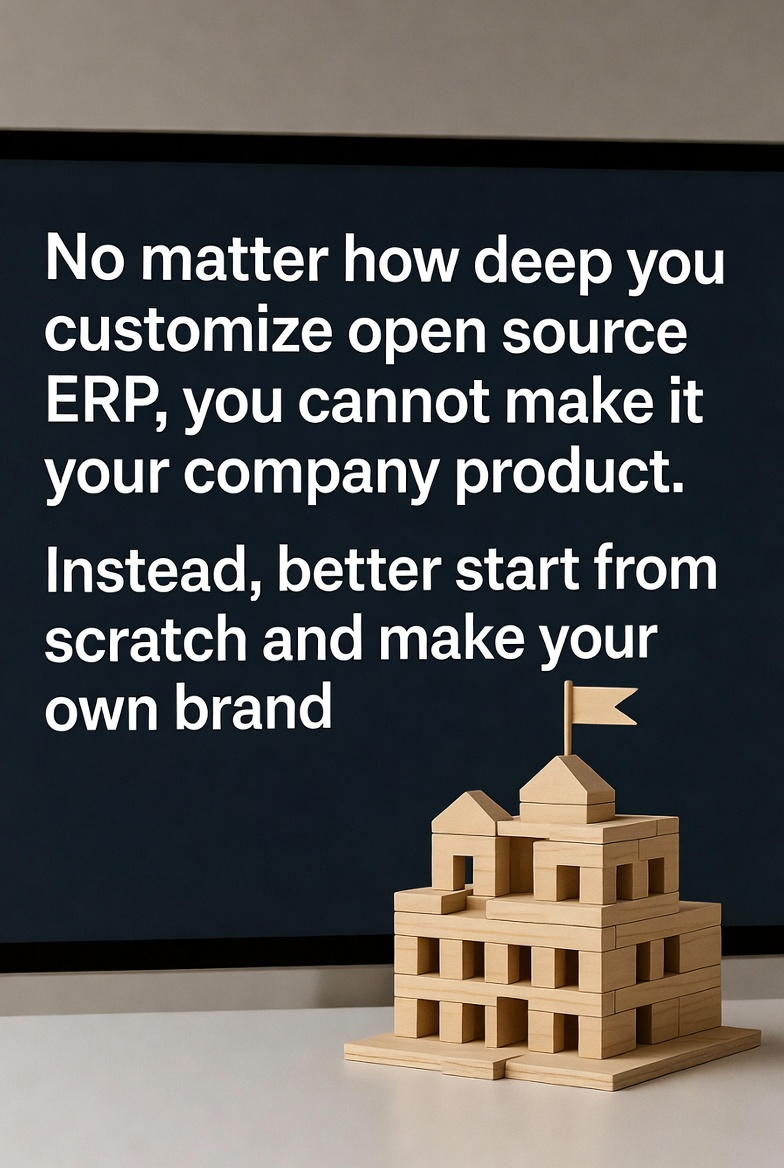 No matter how deep you
customize open source
ERP, you cannot make it
your company product.
Instead, better start from
scratch and make your
own brand